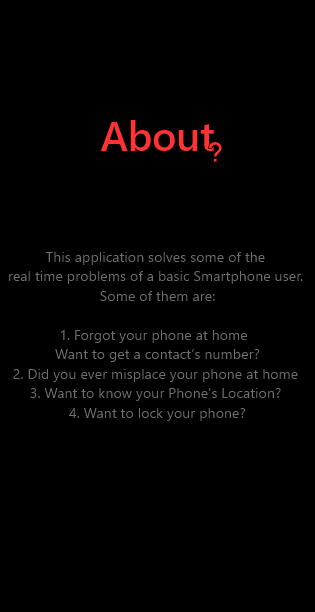 About?
This application solves some of the
real time problems of a basic Smartphone user.
Some of them are:
1. Forgot your phone at home
Want to get a contact's number?
2. Did you ever misplace your phone at home
3. Want to know your Phone's Location?
4. Want to lock your phone?